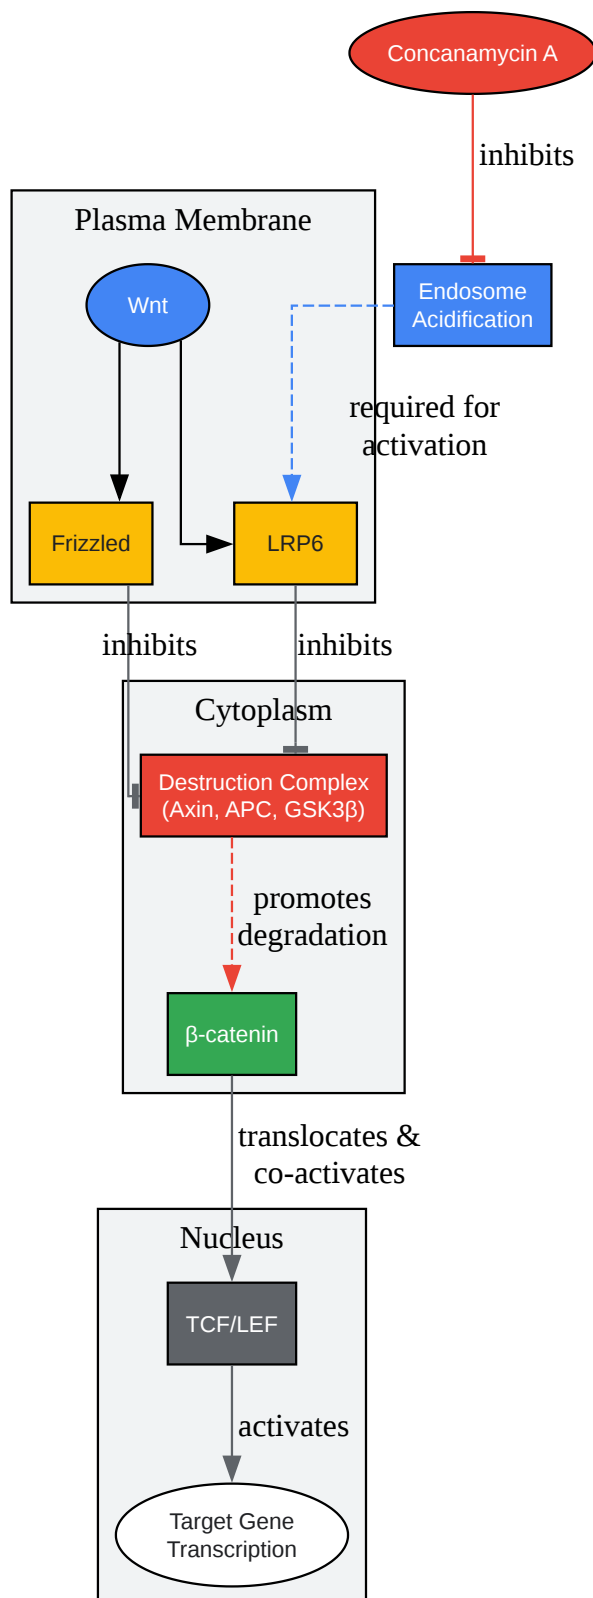 Concanamycin A
inhibits
Plasma Membrane
Wnt
Endosome
Acidification
required for
activation
Frizzled
LRP6
inhibits
inhibits
Cytoplasm
Destruction Complex
(Axin, APC, GSK3β)
promotes
degradation
β-catenin
translocates &
co-activates
Nucleus
TCF/LEF
activates
Target Gene
Transcription